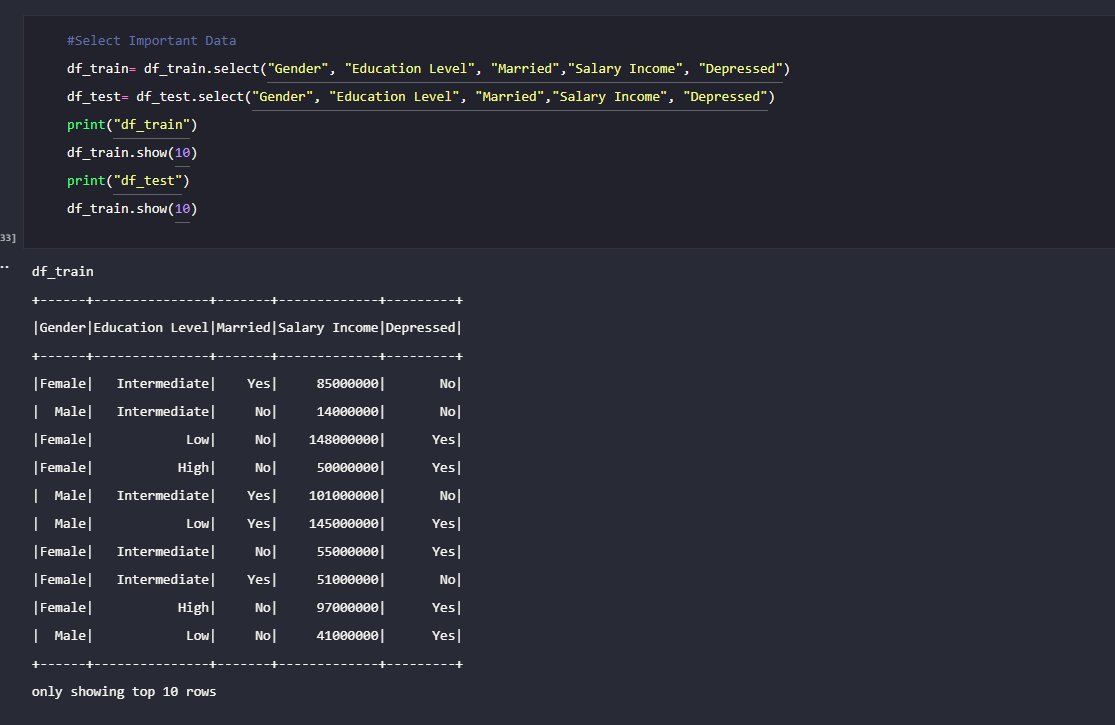 #Select Important Data
df_train= df_train.select("Gender", "Education Level", "Married","Salary Income", "Depressed")
df_test= df_test.select("Gender", "Education Level", "Married","Salary Income", "Depressed")
print("df_train")
df_train.show(10)
print("df_test")
df_train.show(10)
33]
..
df_train
+------+---------------+-------+-------------+---------+
|Gender|Education Level|Married|Salary Income|Depressed|
+------+---------------+-------+-------------+---------+
|Female|   Intermediate|    Yes|     85000000|       No|
|  Male|   Intermediate|     No|     14000000|       No|
|Female|            Low|     No|    148000000|      Yes|
|Female|           High|     No|     50000000|      Yes|
|  Male|   Intermediate|    Yes|    101000000|       No|
|  Male|            Low|    Yes|    145000000|      Yes|
|Female|   Intermediate|     No|     55000000|      Yes|
|Female|   Intermediate|    Yes|     51000000|       No|
|Female|           High|     No|     97000000|      Yes|
|  Male|            Low|     No|     41000000|      Yes|
+------+---------------+-------+-------------+---------+
only showing top 10 rows